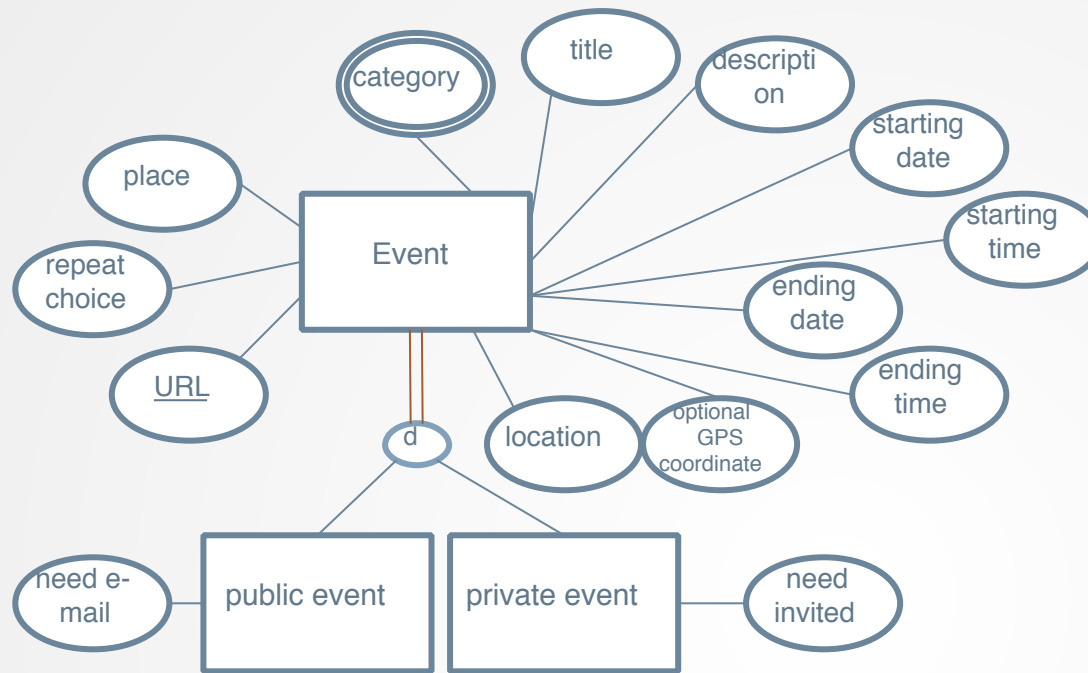 category
title
descripti
on
starting
date
place
starting
time
Event
repeat
choice
ending
date
URL
ending
time
d
location
optional
GPS
coordinate
need e-
mail
public event
private event
need
invited